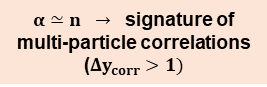 α ≃ n → signature of
multi-particle correlations
(Δy_corr > 1)